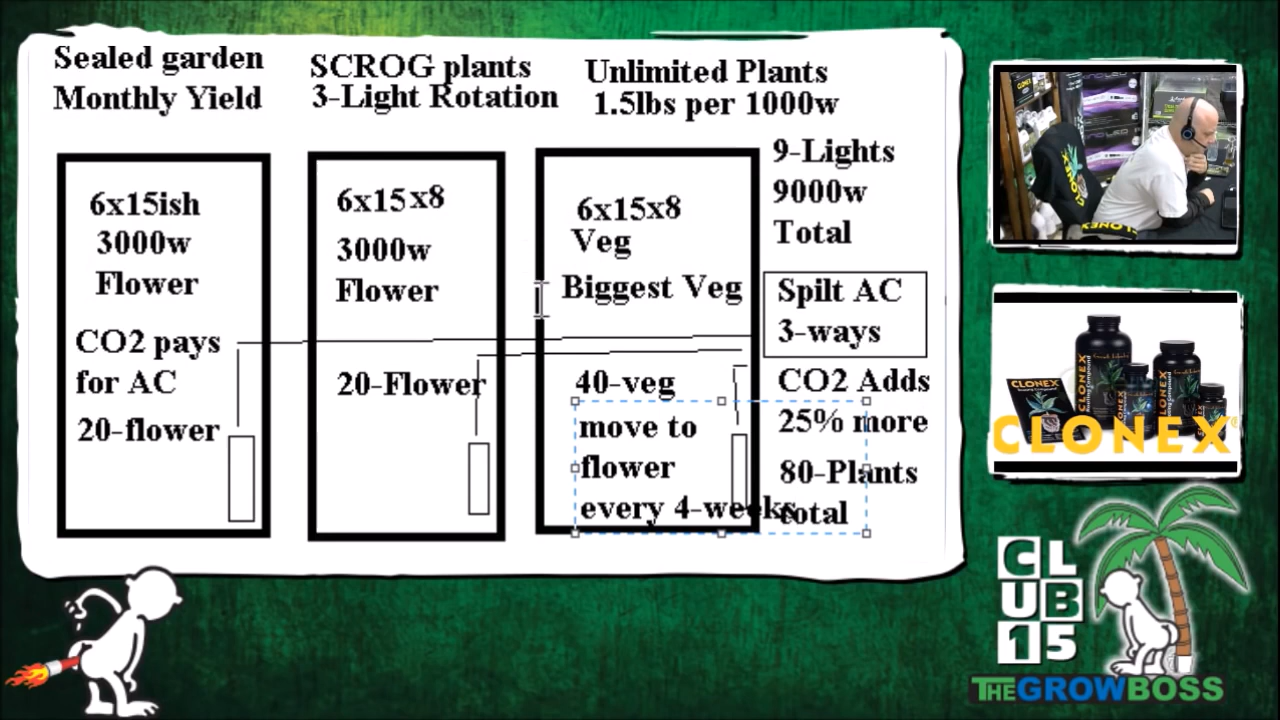 Sealed garden
Monthly Yield
SCROG plants
3-Light Rotation
Unlimited Plants
1.5lbs per 1000w
6x15ish
3000w
Flower
CO2 pays
for AC
20-flower
6x15x8
3000w
Flower
20-Flower
6x15x8
Veg
Biggest Veg
40-veg
move to
flower
every 4-weeks
9-Lights
9000w
Total
Spilt AC
3-ways
CO2 Adds
25% more
80-Plants
total
CLONEX
CLONEX
CLUB
15
THEGROWBOSS